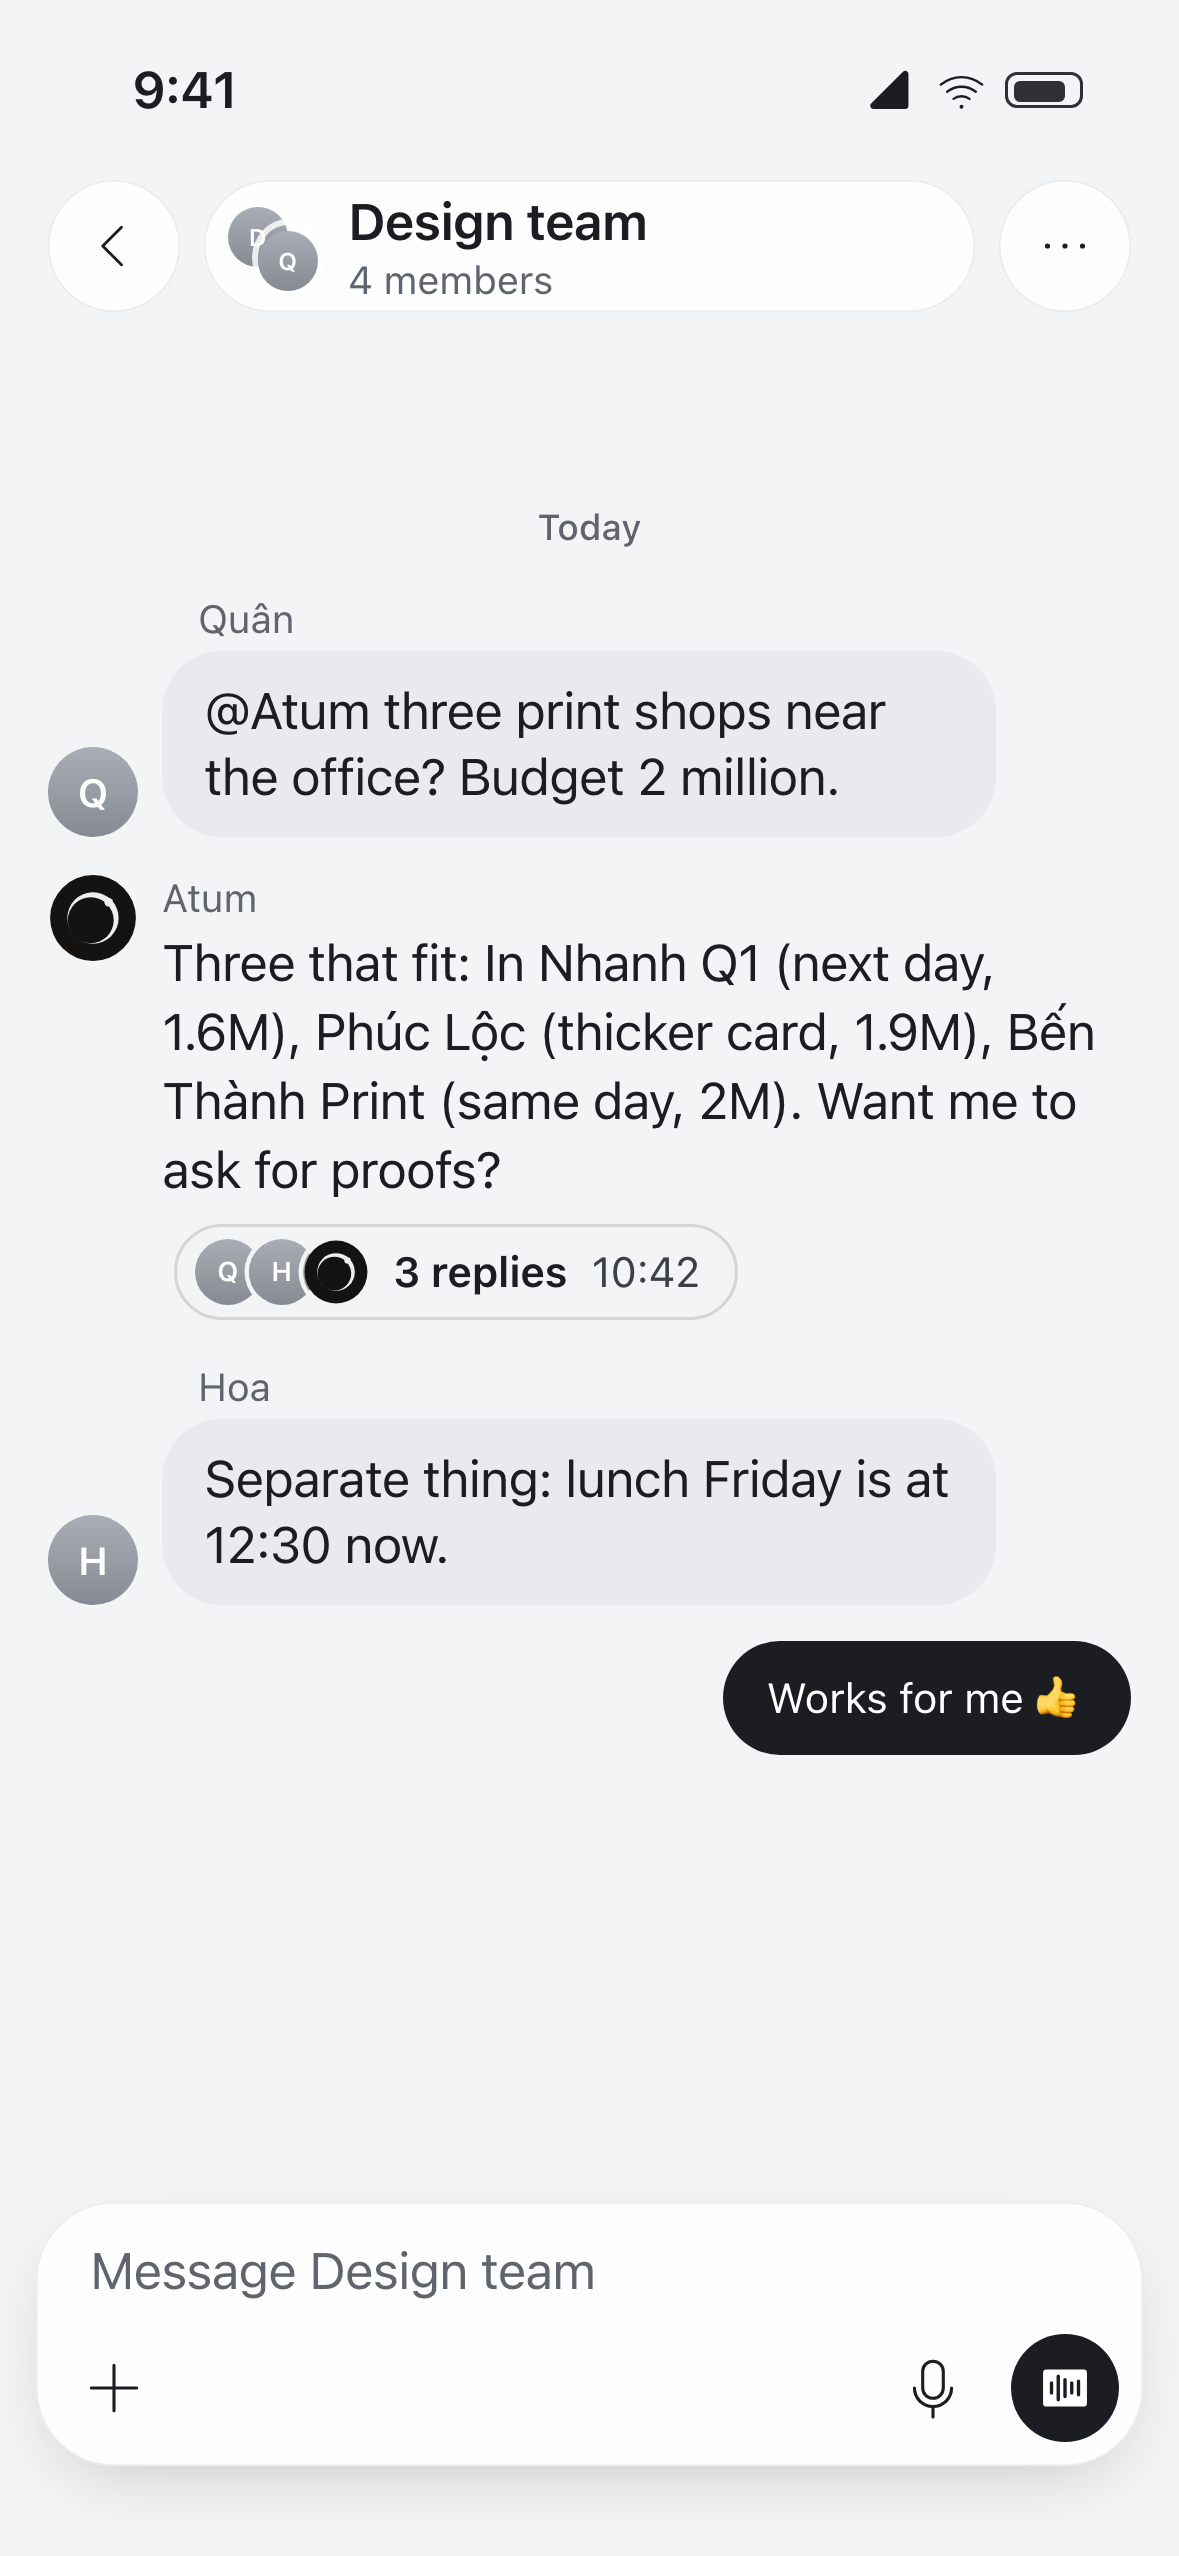 9:41
D
Q
Design team
4 members
Today
Quân
@Atum three print shops near
the office? Budget 2 million.
Q
Atum
Three that fit: In Nhanh Q1 (next day,
1.6M), Phúc Lộc (thicker card, 1.9M), Bến
Thành Print (same day, 2M). Want me to
ask for proofs?
Q H 3 replies 10:42
Hoa
Separate thing: lunch Friday is at
12:30 now.
H
Works for me 👍
Message Design team